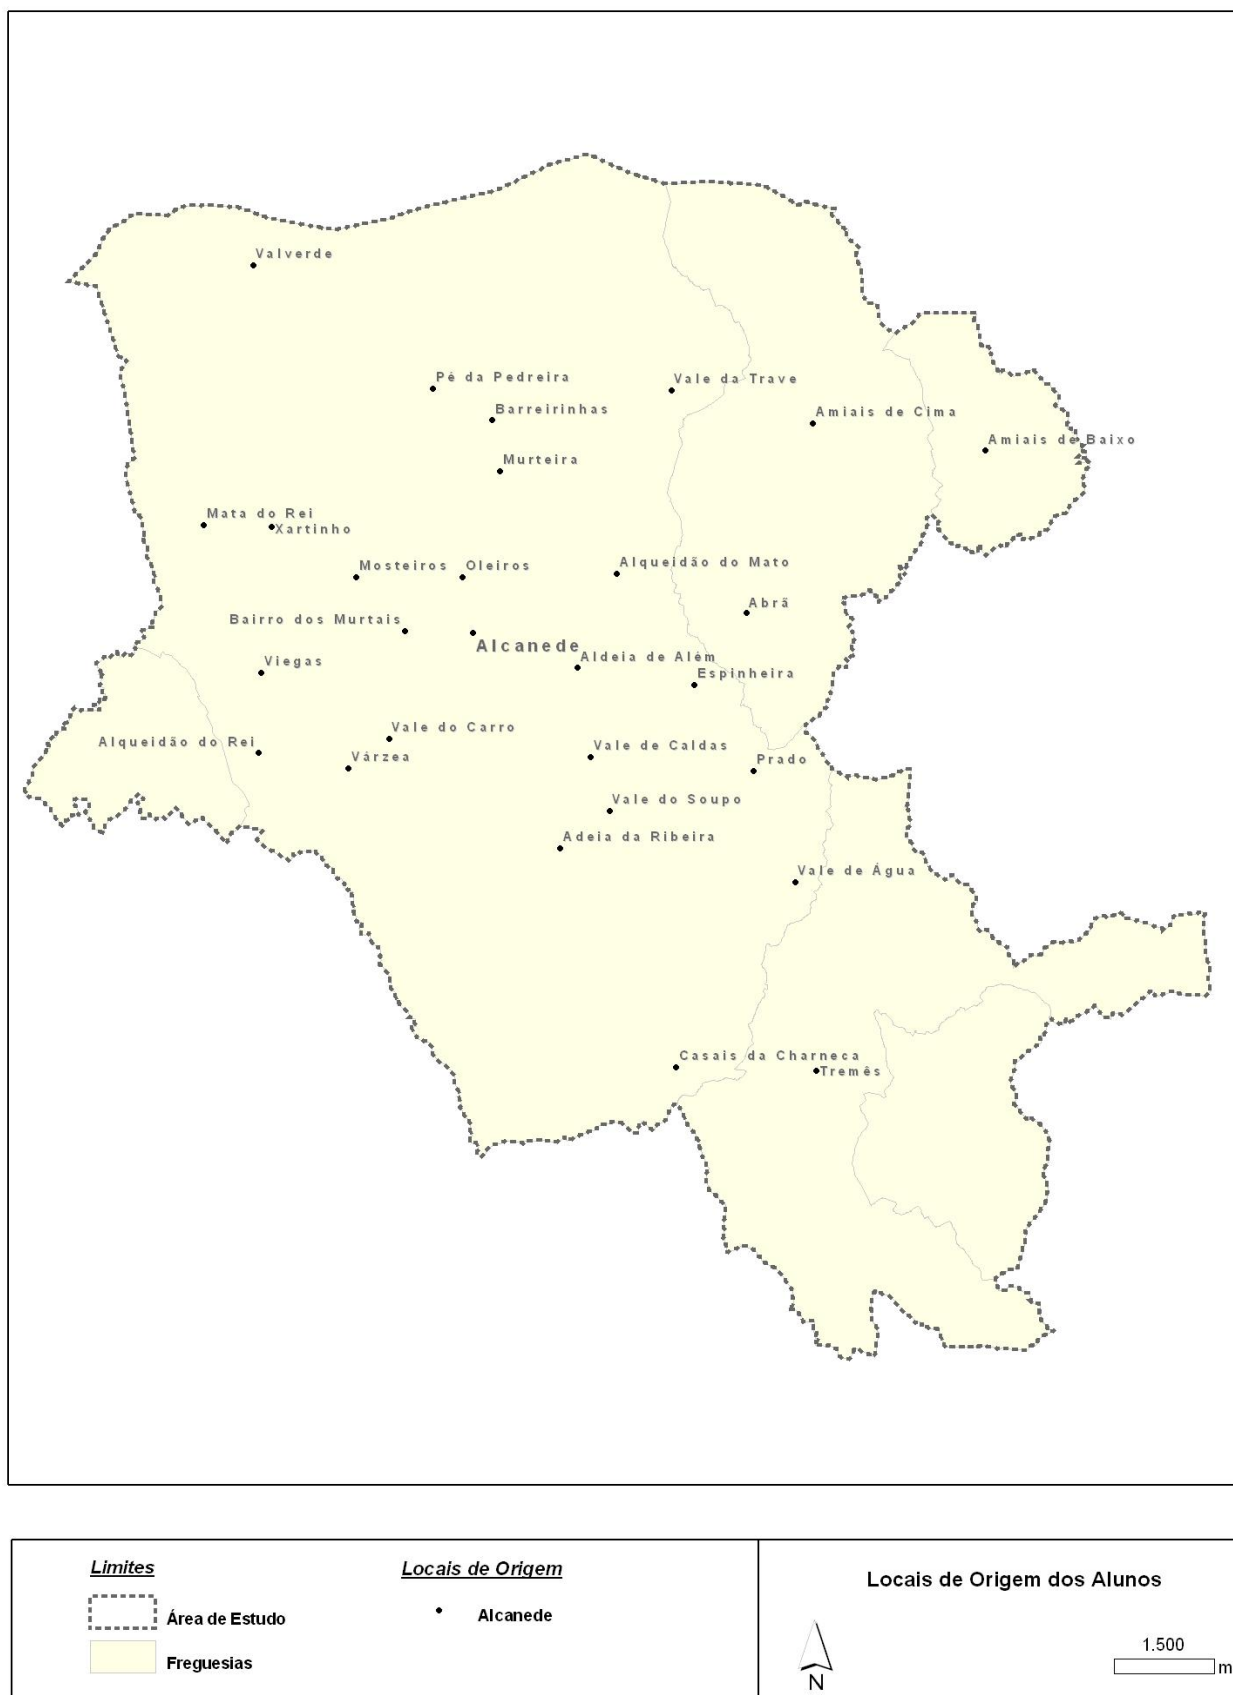 Valverde
Pé da Pedreira
Vale da Trave
Barreirinhas
Amiais de Cima
Amiais de Baixo
Murteira
Mata do Rei
Xartinho
Mosteiros
Oleiros
Alqueidão do Mato
Abrã
Bairro dos Murtais
Alcanede
Aldeia de Além
Viegas
Espinheira
Vale do Carro
Alqueidão do Rei
Várzea
Vale de Caldas
Prado
Vale do Soupo
Adeia da Ribeira
Vale de Água
Casais da Charneca
Tremês
Limites
Área de Estudo
Freguesias
Locais de Origem
Alcanede
Locais de Origem dos Alunos
N
1.500
m